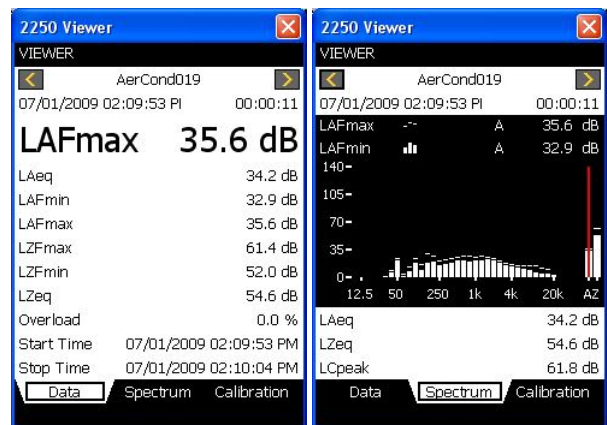 2250 Viewer
VIEWER
AerCond019
07/01/2009 02:09:53 PI 00:00:11
LAFmax 35.6 dB
LAeq 34.2 dB
LAFmin 32.9 dB
LAFmax 35.6 dB
LZFmax 61.4 dB
LZFmin 52.0 dB
LZeq 54.6 dB
Overload 0.0 %
Start Time 07/01/2009 02:09:53 PM
Stop Time 07/01/2009 02:10:04 PM
Data Spectrum Calibration
2250 Viewer
VIEWER
AerCond019
07/01/2009 02:09:53 PI 00:00:11
LAFmax A 35.6 dB
LAFmin A 32.9 dB
140
105
70
35
0
12.5 50 250 1k 4k 20k AZ
LAeq 34.2 dB
LZeq 54.6 dB
LCpeak 61.8 dB
Data Spectrum Calibration